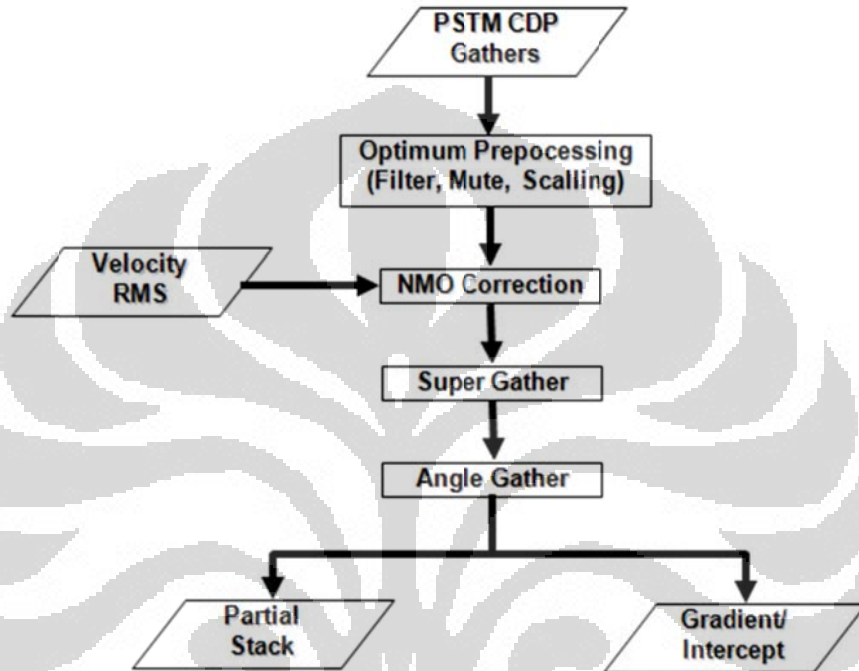 PSTM CDP
Gathers
Optimum Prepocessing
(Filter, Mute, Scalling)
Velocity
RMS
NMO Correction
Super Gather
Angle Gather
Partial
Stack
Gradient/
Intercept